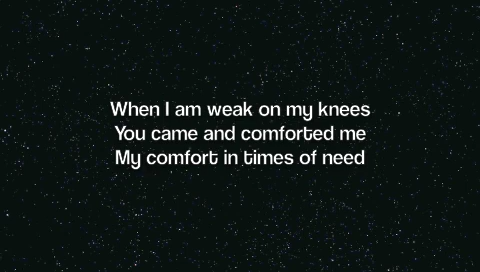 When I am weak on my knees
You came and comforted me
My comfort in times of need